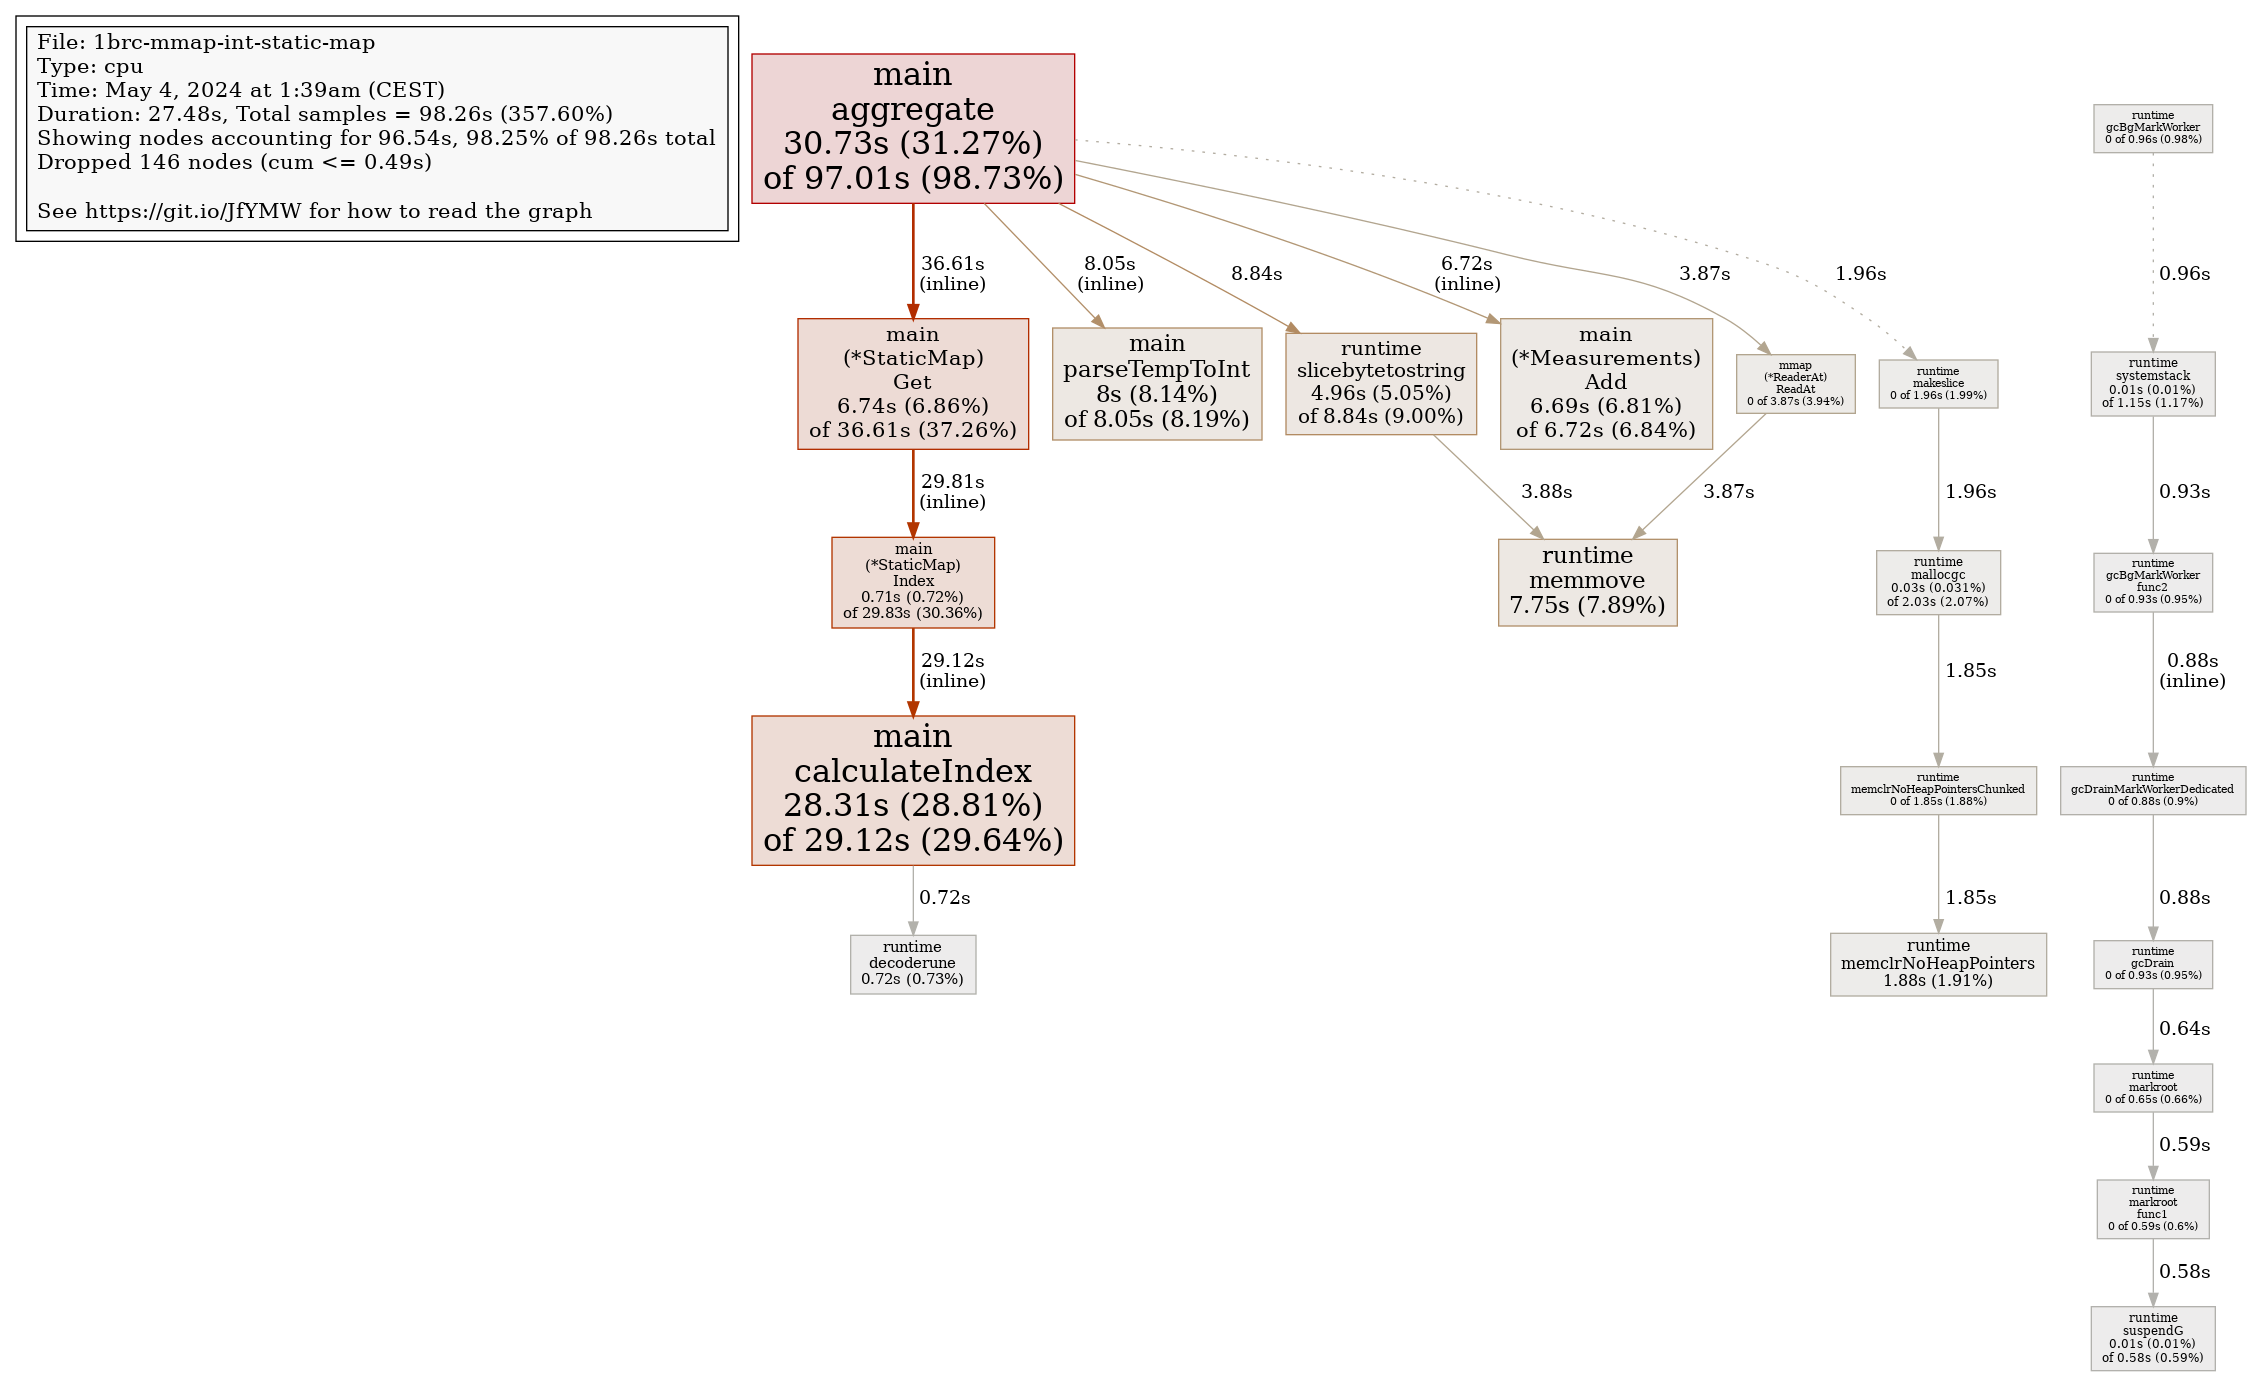 File: 1brc-mmap-int-static-map
Type: cpu
Time: May 4, 2024 at 1:39am (CEST)
Duration: 27.48s, Total samples = 98.26s (357.60%)
Showing nodes accounting for 96.54s, 98.25% of 98.26s total
Dropped 146 nodes (cum <= 0.49s)
See https://git.io/JfYMW for how to read the graph
main
aggregate
30.73s (31.27%)
of 97.01s (98.73%)
runtime
gcBgMarkWorker
0 of 0.96s (0.98%)
36.61s
(inline)
8.05s
(inline)
8.84s
6.72s
(inline)
3.87s
1.96s
0.96s
main
(*StaticMap)
Get
6.74s (6.86%)
of 36.61s (37.26%)
main
parseTempToInt
8s (8.14%)
of 8.05s (8.19%)
runtime
slicebytetostring
4.96s (5.05%)
of 8.84s (9.00%)
main
(*Measurements)
Add
6.69s (6.81%)
of 6.72s (6.84%)
mmap
(*ReaderAt)
ReadAt
0 of 3.87s (3.94%)
runtime
makeslice
0 of 1.96s (1.99%)
runtime
systemstack
0.01s (0.01%)
of 1.15s (1.17%)
29.81s
(inline)
3.88s
3.87s
1.96s
0.93s
main
(*StaticMap)
Index
0.71s (0.72%)
of 29.83s (30.36%)
runtime
memmove
7.75s (7.89%)
runtime
mallocgc
0.03s (0.031%)
of 2.03s (2.07%)
runtime
gcBgMarkWorker
func2
0 of 0.93s (0.95%)
29.12s
(inline)
1.85s
0.88s
(inline)
main
calculateIndex
28.31s (28.81%)
of 29.12s (29.64%)
runtime
memclrNoHeapPointersChunked
0 of 1.85s (1.88%)
runtime
gcDrainMarkWorkerDedicated
0 of 0.88s (0.9%)
0.72s
1.85s
0.88s
runtime
decoderune
0.72s (0.73%)
runtime
memclrNoHeapPointers
1.88s (1.91%)
runtime
gcDrain
0 of 0.93s (0.95%)
0.64s
runtime
markroot
0 of 0.65s (0.66%)
0.59s
runtime
markroot
func1
0 of 0.59s (0.6%)
0.58s
runtime
suspendG
0.01s (0.01%)
of 0.58s (0.59%)